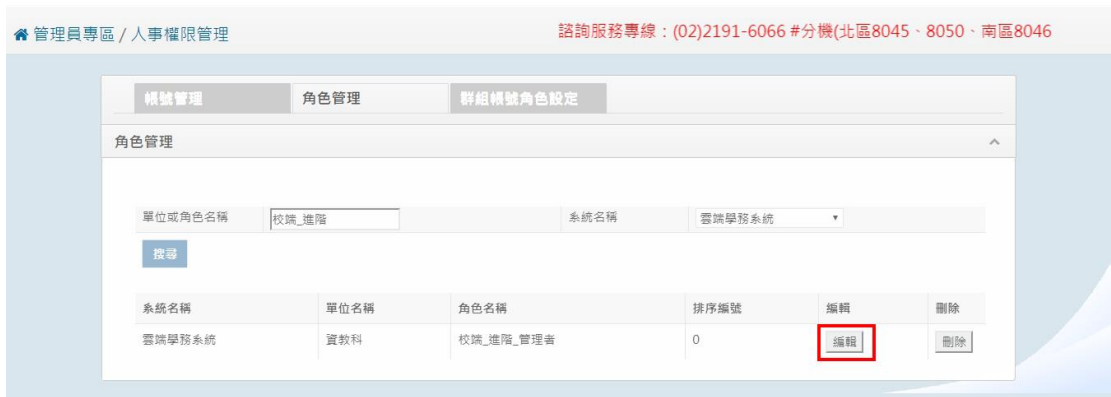 管理員專區 / 人事權限管理
諮詢服務專線：(02)2191-6066 #分機(北區8045、8050、南區8046
帳號管理 角色管理 群組帳號角色設定
角色管理
單位或角色名稱 校端_進階 系統名稱 雲端學務系統
搜尋
系統名稱 單位名稱 角色名稱 排序編號 編輯 刪除
雲端學務系統 資教科 校端_進階_管理者 0 編輯 刪除